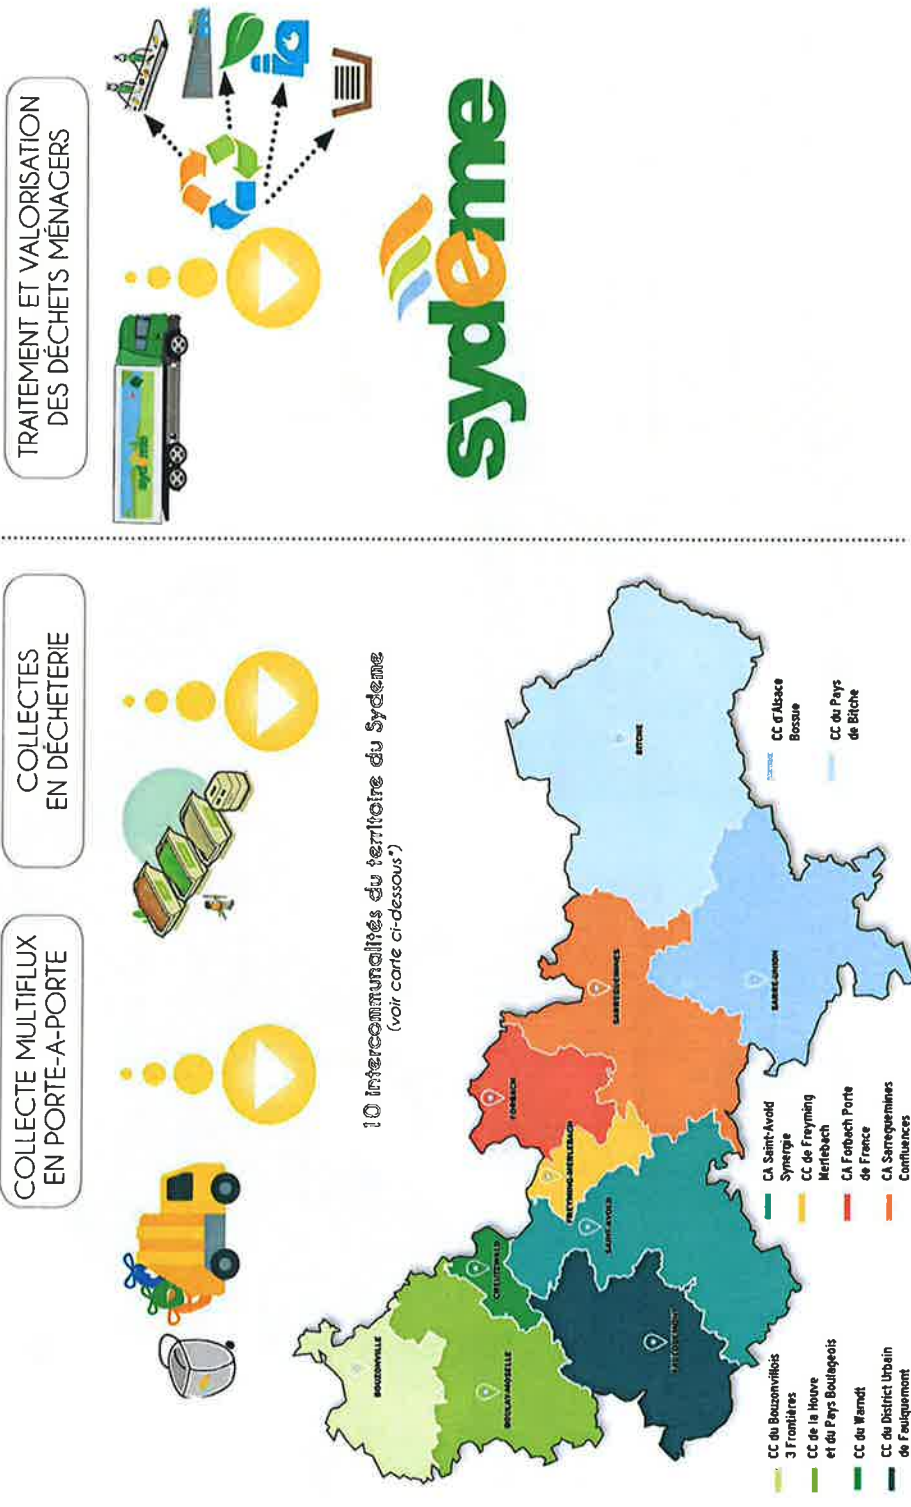 COLLECTE MULTIFLUX
EN PORTE-A-PORTE
COLLECTES
EN DÉCHETERIE
TRAITEMENT ET VALORISATION
DES DÉCHETS MÉNAGERS
sydeme
sydeme
10 intercommunalités du territoire du Sydeme
(voir carte ci-dessous*)
BOUZONVILLE
BOULAY-MOSELLE
CREUTZWALD
FAULQUEMONT
SAINT-AVOLD
FREYMING-MERLEBACH
FORBACH
SARREGUEMINES
SARRE-UNION
BITCHE
CC du Bouzonvillois
3 Frontières
CC de la Houve
et du Pays Boulageois
CC du Warndt
CC du District Urbain
de Faulquemont
CA Saint-Avold
Synergie
CC de Freyming
Merlebach
CA Forbach Porte
de France
CA Sarreguemines
Confluences
CC d'Alsace
Bossue
CC du Pays
de Bitche